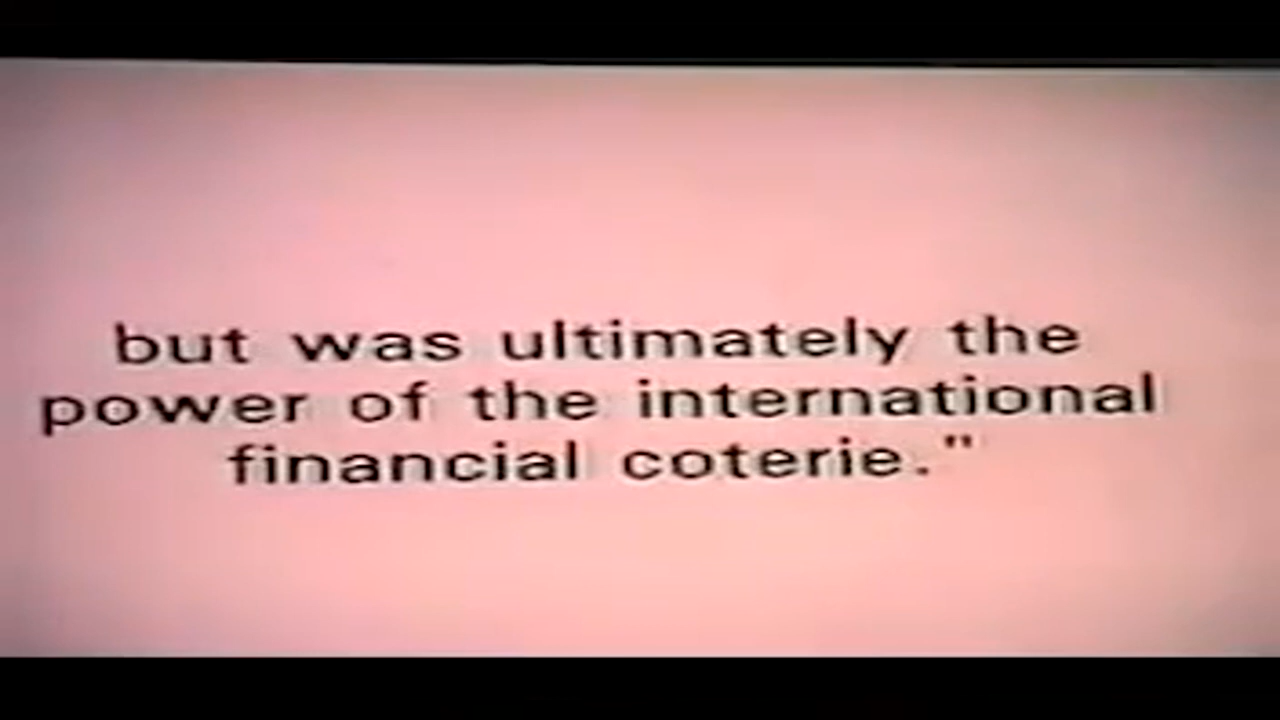 but was ultimately the
power of the international
financial coterie."